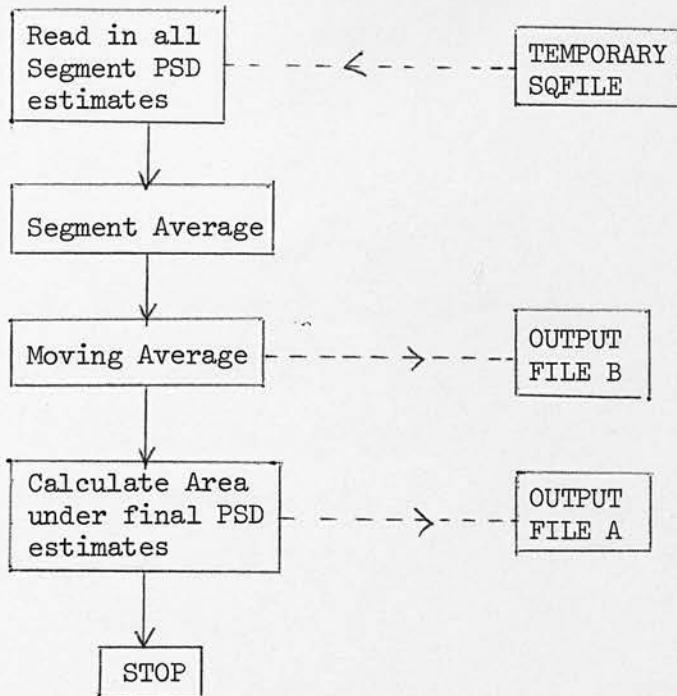 Read in all
Segment PSD
estimates
TEMPORARY
SQFILE
Segment Average
Moving Average
OUTPUT
FILE B
Calculate Area
under final PSD
estimates
OUTPUT
FILE A
STOP